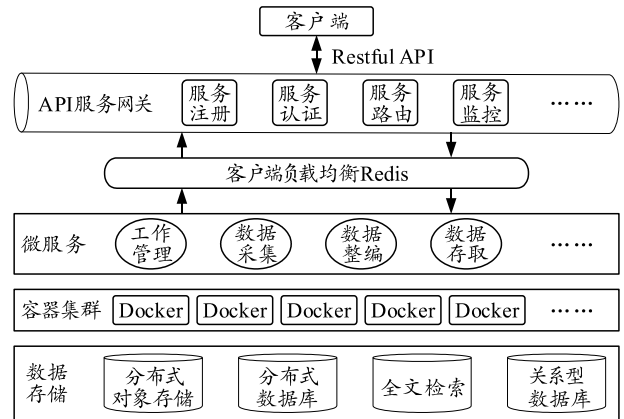 客户端
Restful API
API服务网关
服务
注册
服务
认证
服务
路由
服务
监控
……
客户端负载均衡Redis
微服务
工作
管理
数据
采集
数据
整编
数据
存取
……
容器集群
Docker
Docker
Docker
Docker
Docker
……
数据
存储
分布式
对象存储
分布式
数据库
全文检索
关系型
数据库